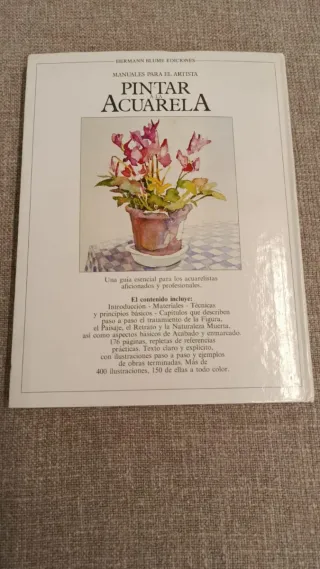 HERMANN BLUME EDICIONES
MANUALES PARA EL ARTISTA
PINTAR
A LA
ACUARELA
Una guía esencial para los acuarelistas
aficionados y profesionales.
El contenido incluye:
Introducción - Materiales - Técnicas
y principios básicos - Capítulos que describen
paso a paso el tratamiento de la Figura,
el Paisaje, el Retrato y la Naturaleza Muerta,
así como aspectos básicos de Acabado y enmarcado.
176 páginas, repletas de referencias
prácticas. Texto claro y explícito,
con ilustraciones paso a paso y ejemplos
de obras terminadas. Más de
400 ilustraciones, 150 de ellas a todo color.